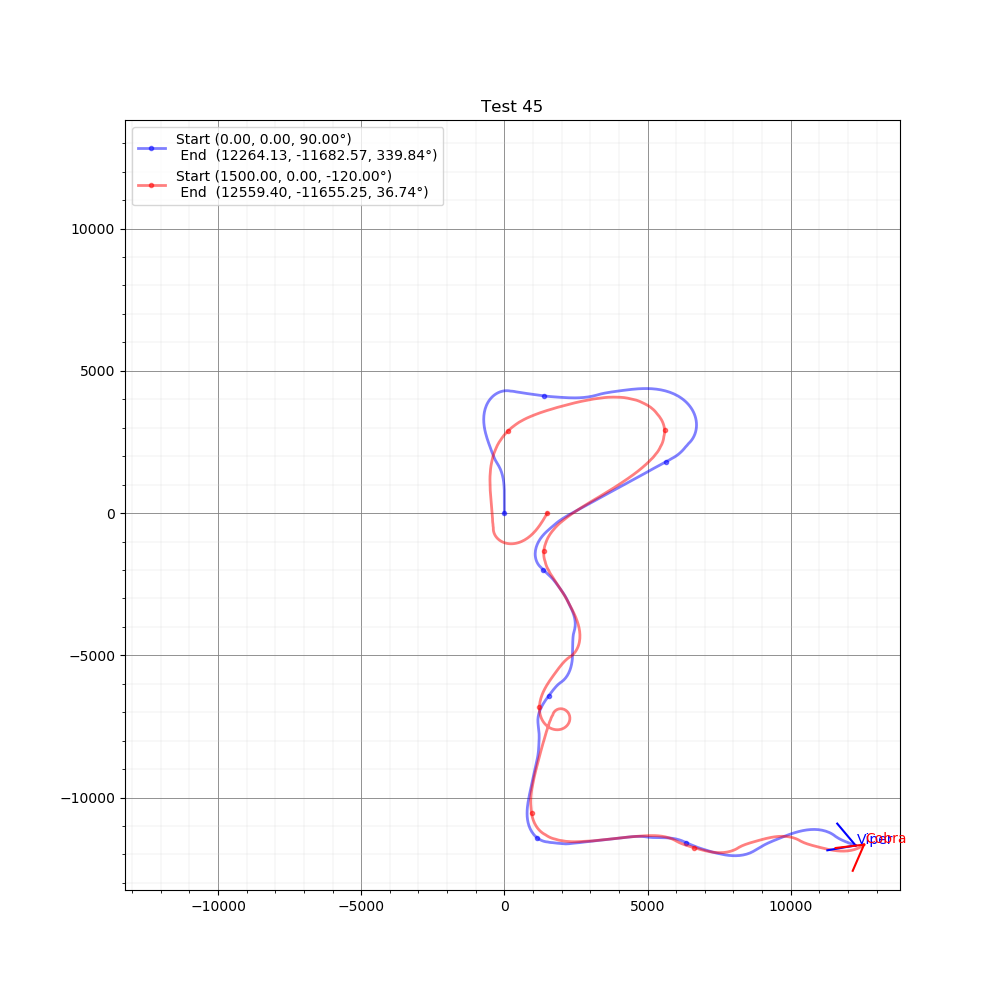 Test 45
Start (0.00, 0.00, 90.00°)
End  (12264.13, -11682.57, 339.84°)
Start (1500.00, 0.00, -120.00°)
End  (12559.40, -11655.25, 36.74°)
10000
5000
0
−5000
−10000
Viper
Cobra
−10000
−5000
0
5000
10000